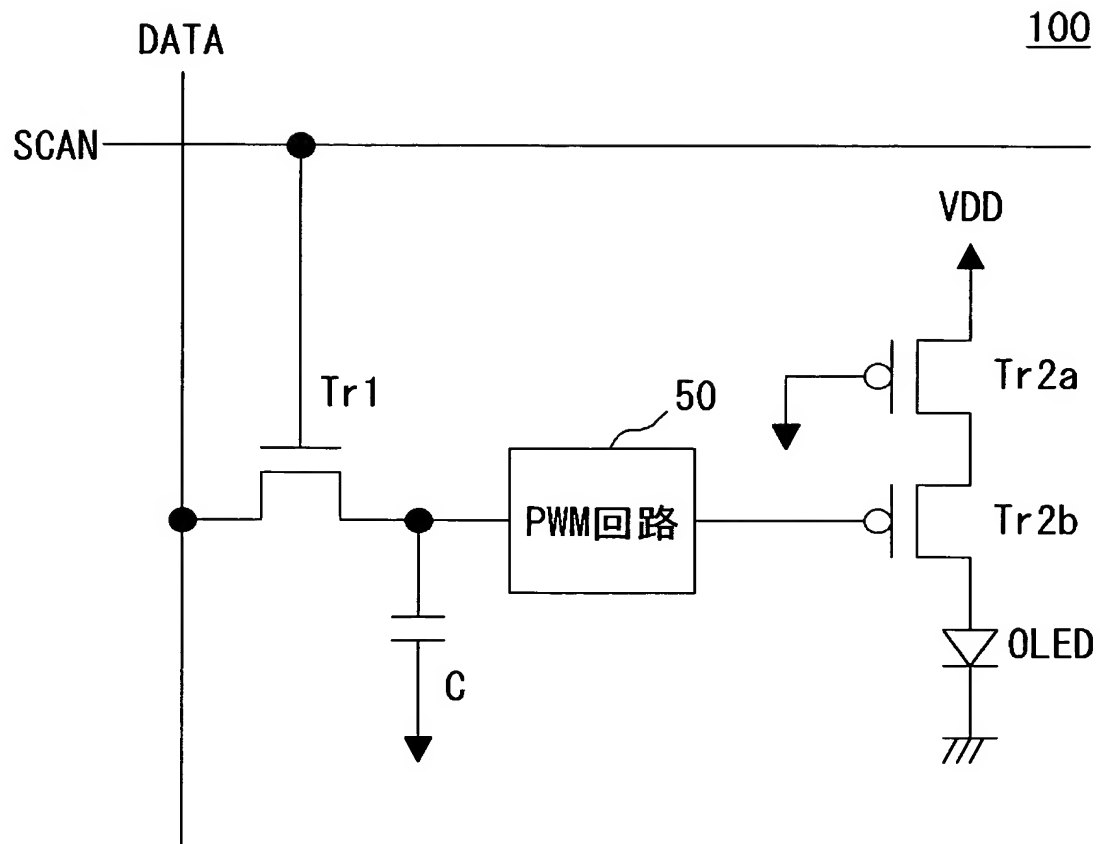 100
DATA
SCAN
VDD
Tr1
50
Tr2a
PWM回路
Tr2b
OLED
C